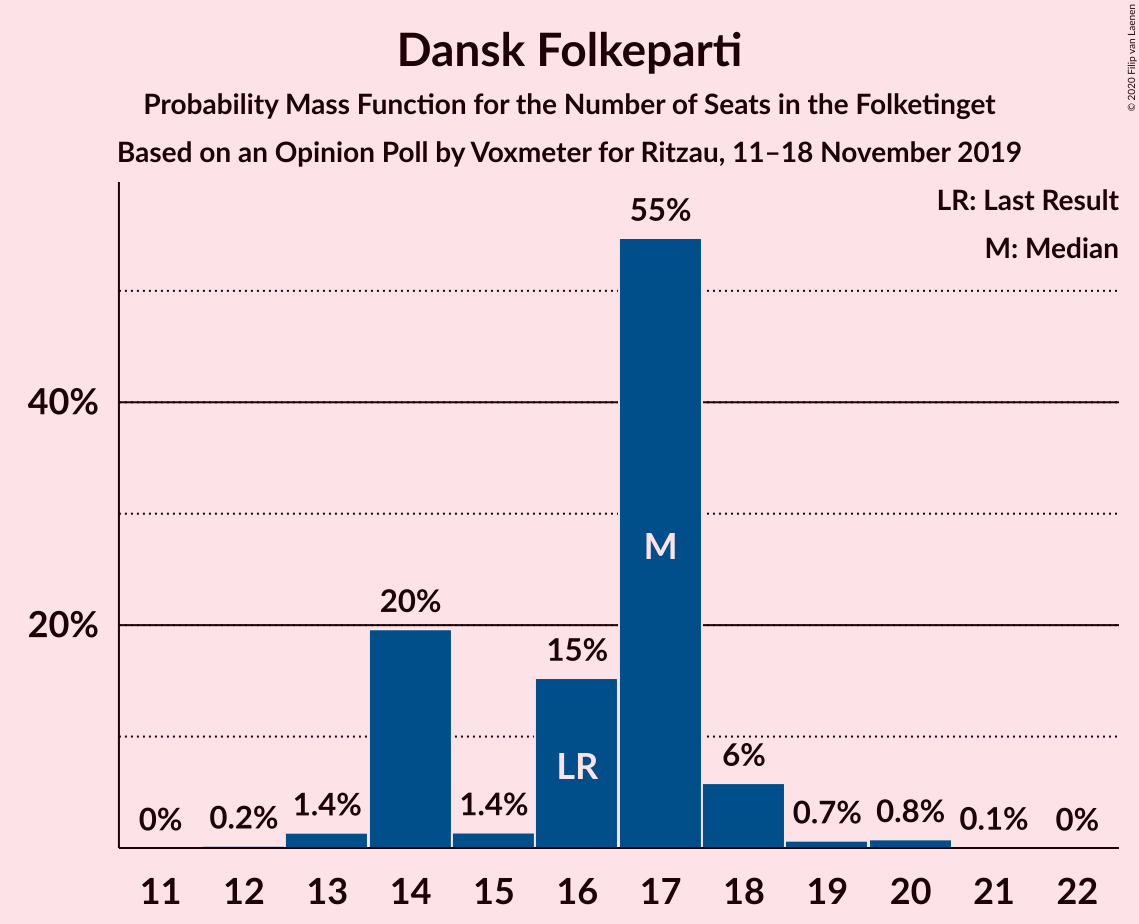 Dansk Folkeparti
Probability Mass Function for the Number of Seats in the Folketinget
Based on an Opinion Poll by Voxmeter for Ritzau, 11–18 November 2019
© 2020 Filip van Laenen
LR: Last Result
M: Median
55%
40%
M
20%
20%
15%
LR
6%
0%
0.2%
1.4%
1.4%
0.7%
0.8%
0.1%
0%
11 12 13 14 15 16 17 18 19 20 21 22